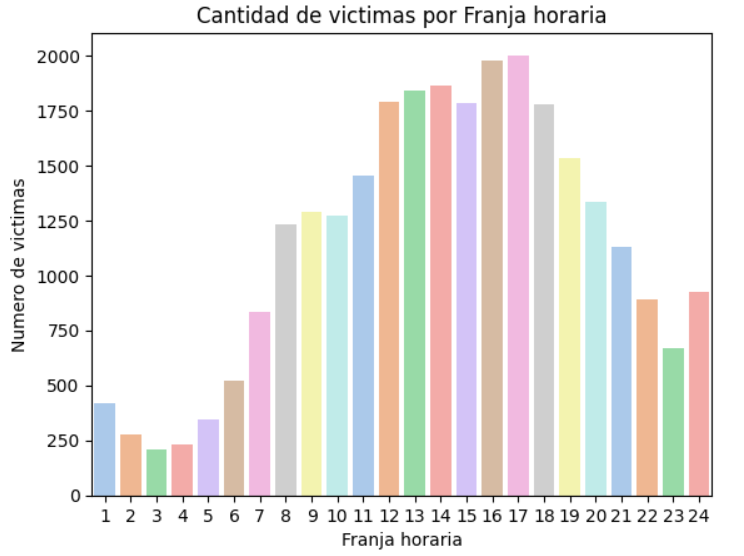 Cantidad de victimas por Franja horaria
Numero de victimas
2000
1750
1500
1250
1000
750
500
250
0
1 2 3 4 5 6 7 8 9 10 11 12 13 14 15 16 17 18 19 20 21 22 23 24
Franja horaria